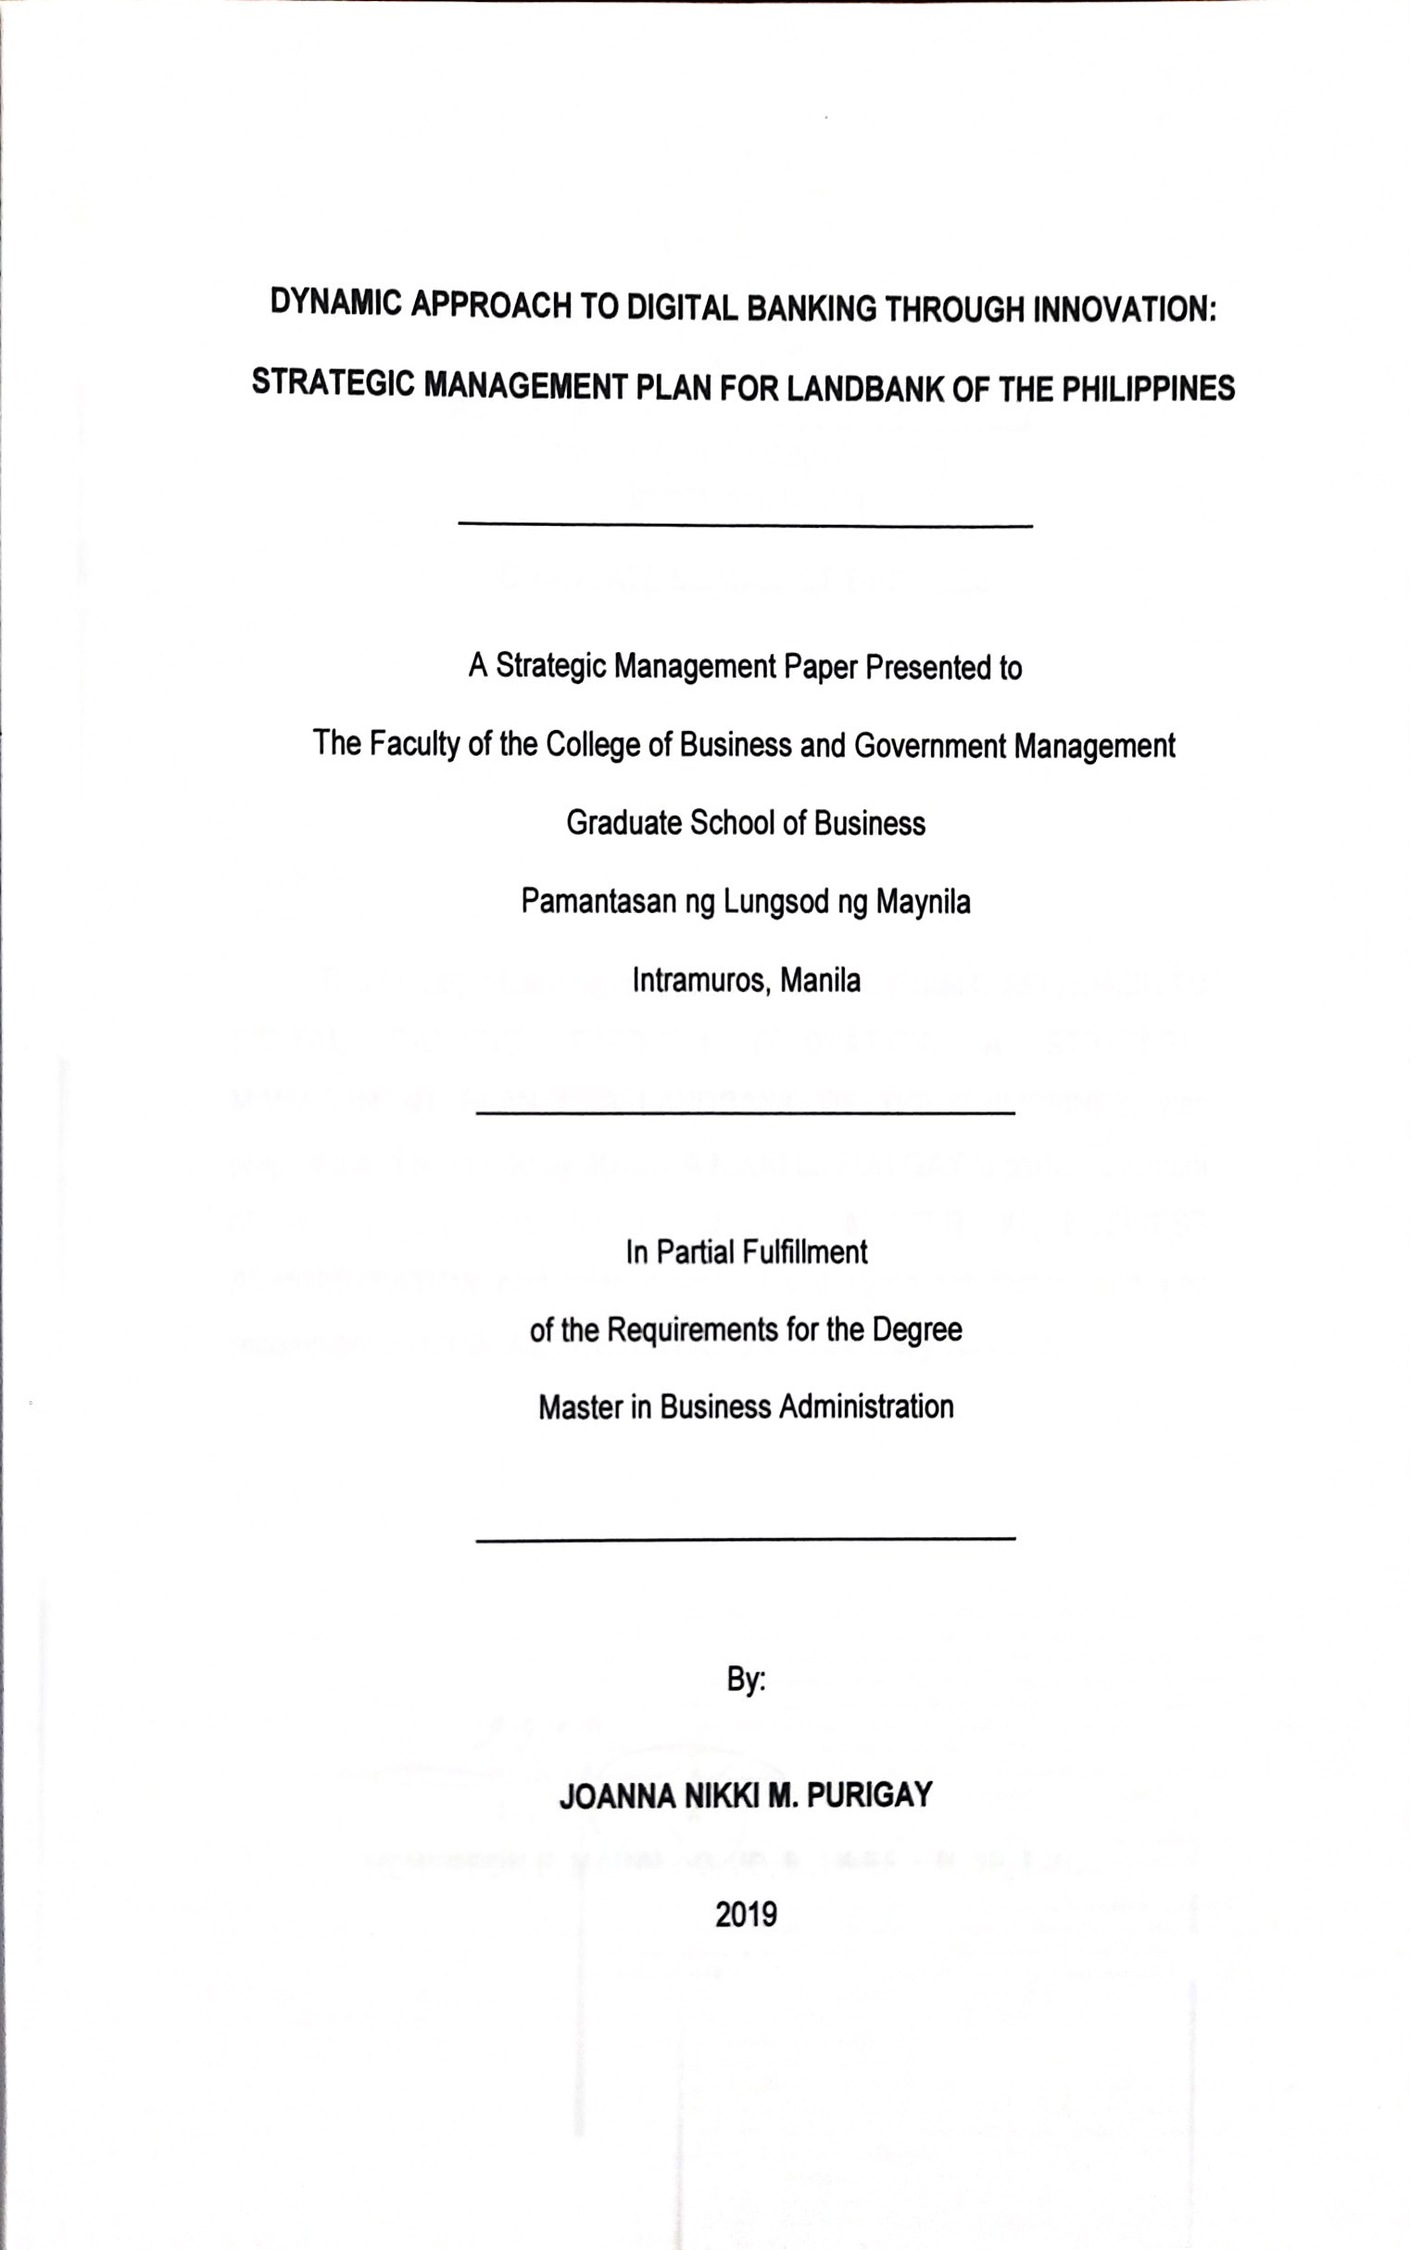 DYNAMIC APPROACH TO DIGITAL BANKING THROUGH INNOVATION:
STRATEGIC MANAGEMENT PLAN FOR LANDBANK OF THE PHILIPPINES
A Strategic Management Paper Presented to
The Faculty of the College of Business and Government Management
Graduate School of Business
Pamantasan ng Lungsod ng Maynila
Intramuros, Manila
In Partial Fulfillment
of the Requirements for the Degree
Master in Business Administration
By:
JOANNA NIKKI M. PURIGAY
2019